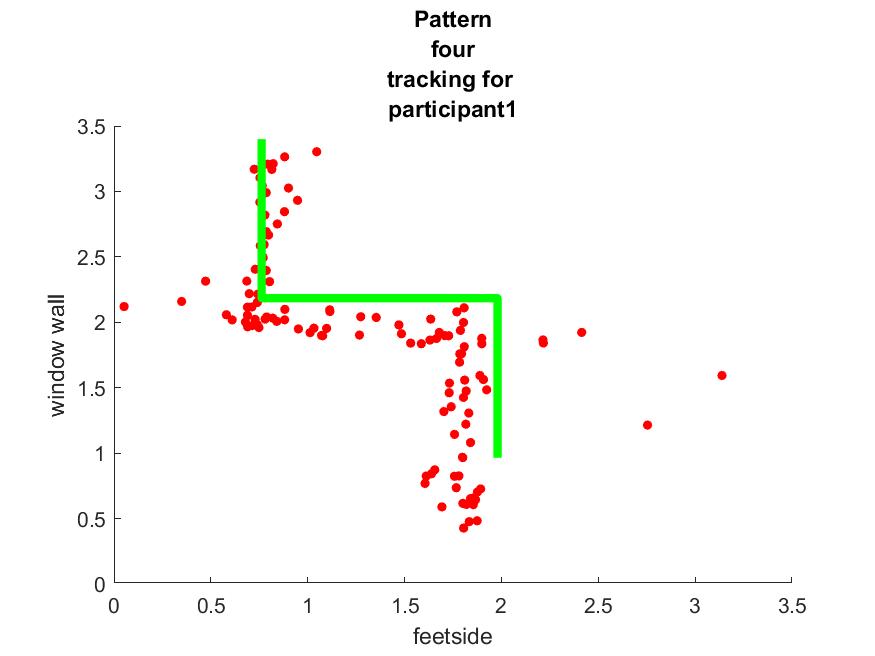 Pattern
four
tracking for
participant1
3.5
3
2.5
2
1.5
1
0.5
0
window wall
0 0.5 1 1.5 2 2.5 3 3.5
feetside